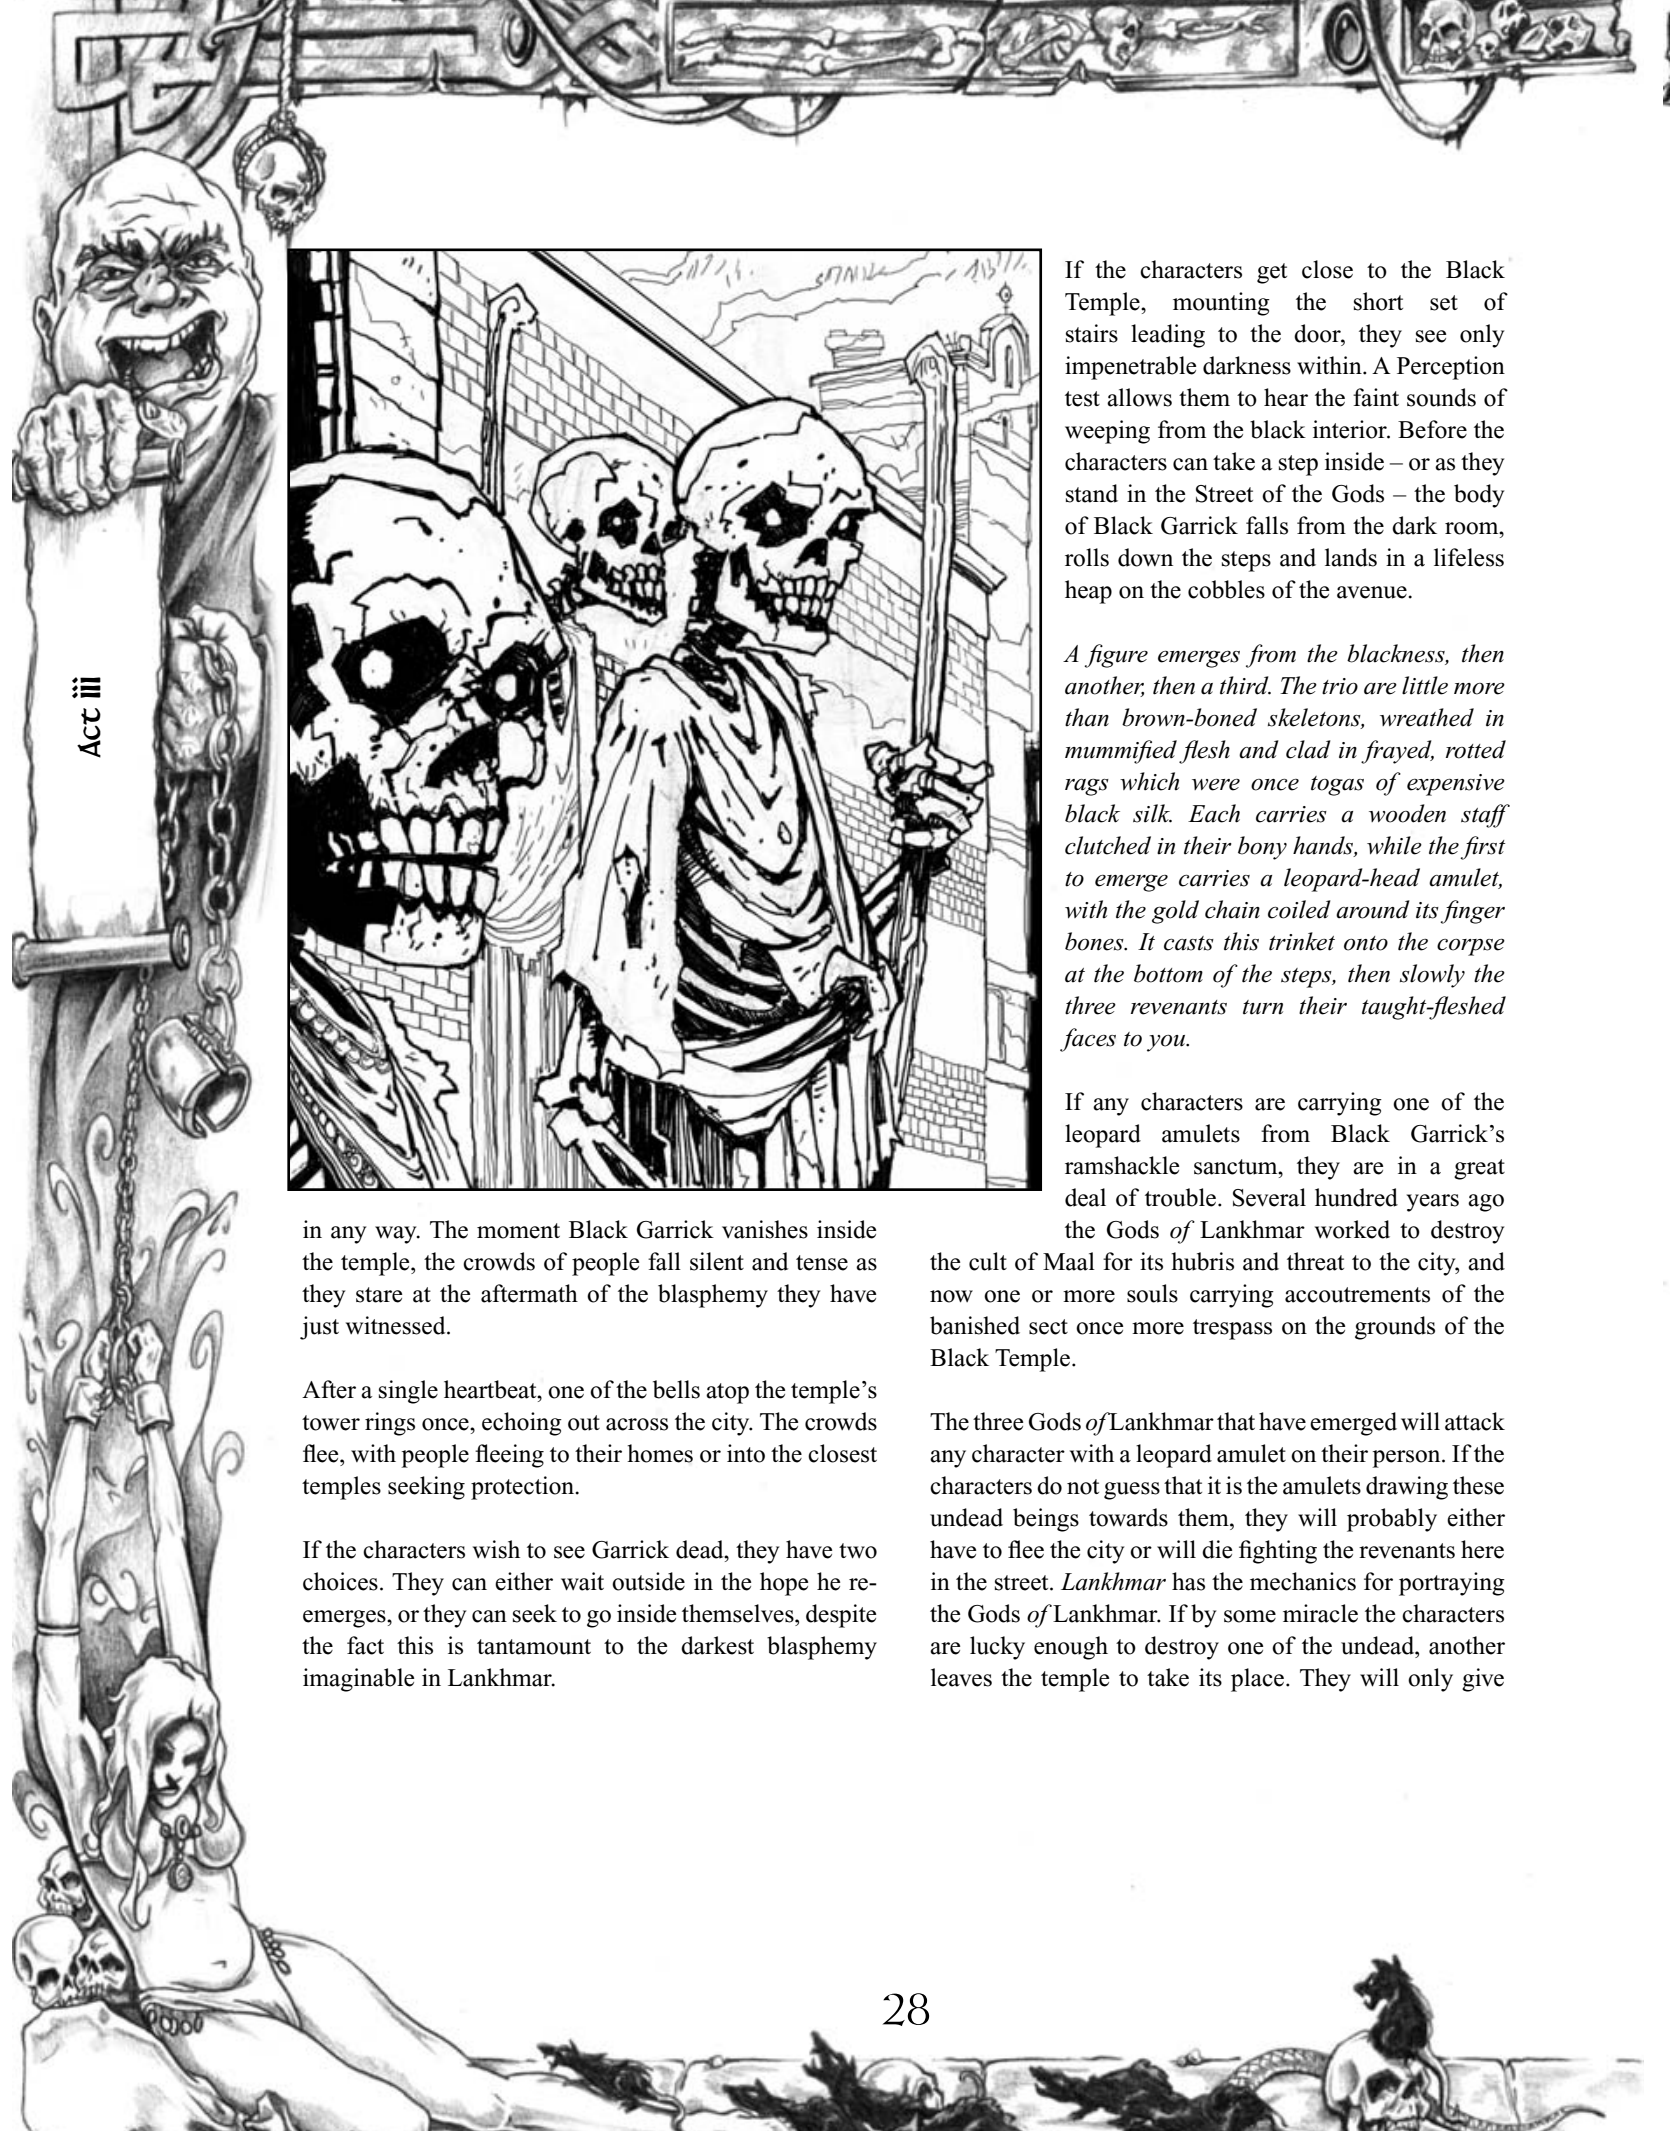 Act iii
in any way. The moment Black Garrick vanishes inside
the temple, the crowds of people fall silent and tense as
they stare at the aftermath of the blasphemy they have
just witnessed.
After a single heartbeat, one of the bells atop the temple’s
tower rings once, echoing out across the city. The crowds
flee, with people fleeing to their homes or into the closest
temples seeking protection.
If the characters wish to see Garrick dead, they have two
choices. They can either wait outside in the hope he re-
emerges, or they can seek to go inside themselves, despite
the fact this is tantamount to the darkest blasphemy
imaginable in Lankhmar.
If the characters get close to the Black
Temple, mounting the short set of
stairs leading to the door, they see only
impenetrable darkness within. A Perception
test allows them to hear the faint sounds of
weeping from the black interior. Before the
characters can take a step inside – or as they
stand in the Street of the Gods – the body
of Black Garrick falls from the dark room,
rolls down the steps and lands in a lifeless
heap on the cobbles of the avenue.
A figure emerges from the blackness, then
another, then a third. The trio are little more
than brown-boned skeletons, wreathed in
mummified flesh and clad in frayed, rotted
rags which were once togas of expensive
black silk. Each carries a wooden staff
clutched in their bony hands, while the first
to emerge carries a leopard-head amulet,
with the gold chain coiled around its finger
bones. It casts this trinket onto the corpse
at the bottom of the steps, then slowly the
three revenants turn their taught-fleshed
faces to you.
If any characters are carrying one of the
leopard amulets from Black Garrick’s
ramshackle sanctum, they are in a great
deal of trouble. Several hundred years ago
the Gods of Lankhmar worked to destroy
the cult of Maal for its hubris and threat to the city, and
now one or more souls carrying accoutrements of the
banished sect once more trespass on the grounds of the
Black Temple.
The three Gods of Lankhmar that have emerged will attack
any character with a leopard amulet on their person. If the
characters do not guess that it is the amulets drawing these
undead beings towards them, they will probably either
have to flee the city or will die fighting the revenants here
in the street. Lankhmar has the mechanics for portraying
the Gods of Lankhmar. If by some miracle the characters
are lucky enough to destroy one of the undead, another
leaves the temple to take its place. They will only give
28